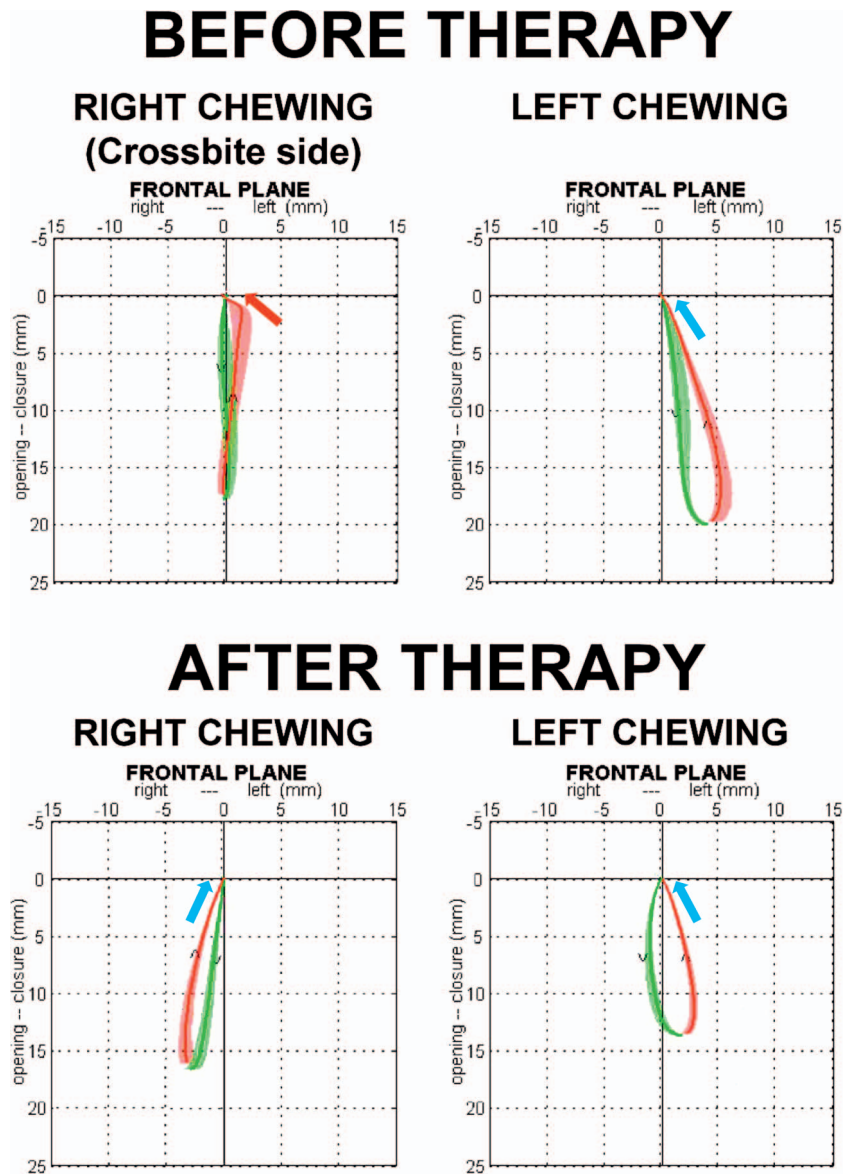 BEFORE THERAPY
RIGHT CHEWING
(Crossbite side)
FRONTAL PLANE
right --- left (mm)
-15 -10 -5 0 5 10 15
-5
0
5
10
15
20
25
opening -- closure (mm)
LEFT CHEWING
FRONTAL PLANE
right --- left (mm)
-15 -10 -5 0 5 10 15
-5
0
5
10
15
20
25
opening -- closure (mm)
AFTER THERAPY
RIGHT CHEWING
FRONTAL PLANE
right --- left (mm)
-15 -10 -5 0 5 10 15
-5
0
5
10
15
20
25
opening -- closure (mm)
LEFT CHEWING
FRONTAL PLANE
right --- left (mm)
-15 -10 -5 0 5 10 15
-5
0
5
10
15
20
25
opening -- closure (mm)